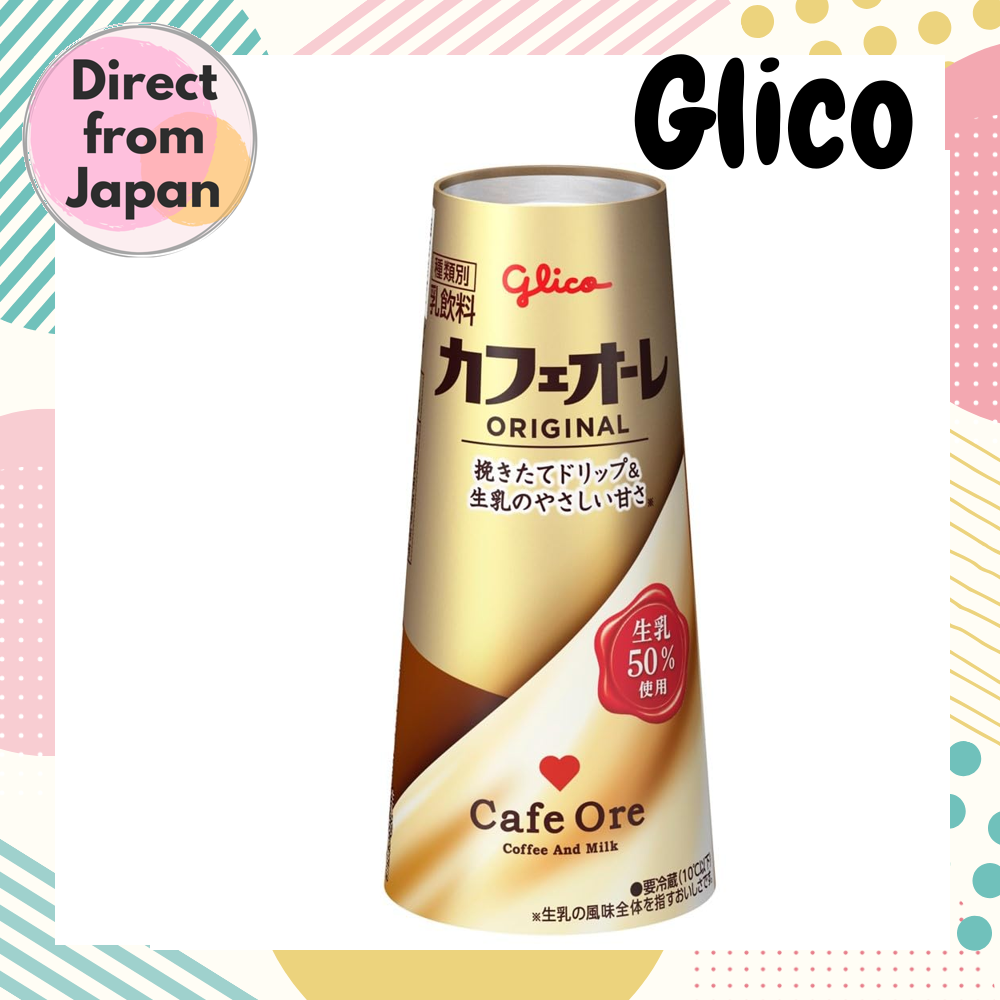 Direct
from
Japan
Glico
種類別
乳飲料
Glico
カフェオーレ
ORIGINAL
挽きたてドリップ&
生乳のやさしい甘さ※
生乳
50%
使用
Cafe Ore
Coffee And Milk
●要冷蔵(10℃以下)
※生乳の風味全体を指すおいしさです。